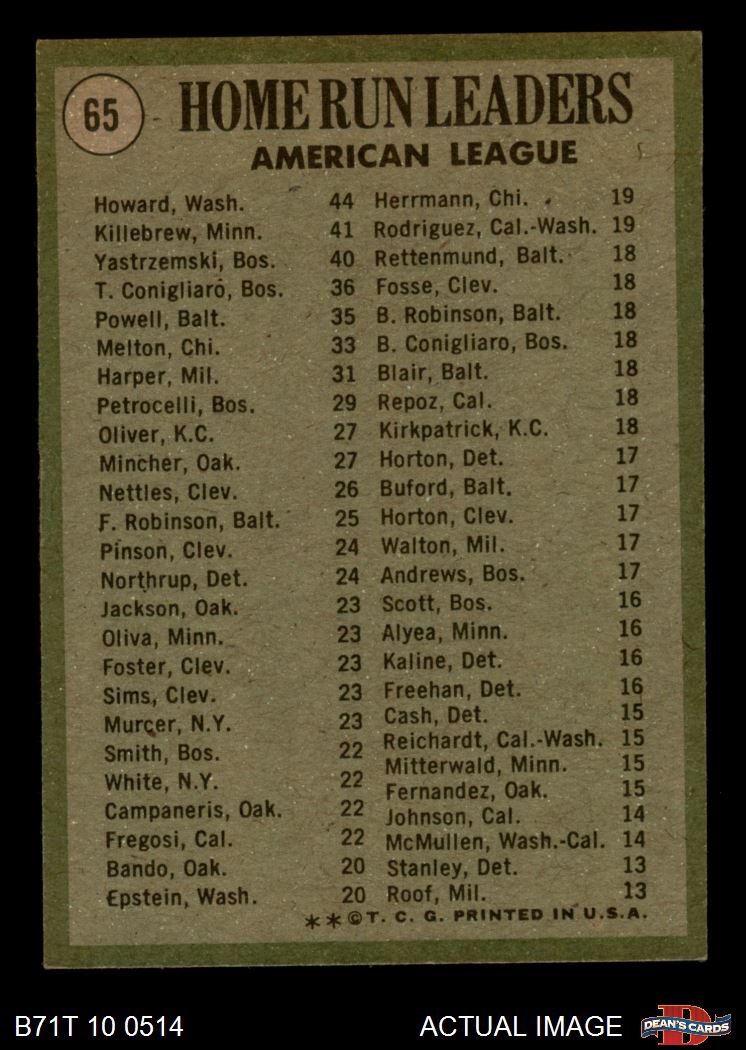 65
HOME RUN LEADERS
AMERICAN LEAGUE
Howard, Wash. 44
Killebrew, Minn. 41
Yastrzemski, Bos. 40
T. Conigliaro, Bos. 36
Powell, Balt. 35
Melton, Chi. 33
Harper, Mil. 31
Petrocelli, Bos. 29
Oliver, K.C. 27
Mincher, Oak. 27
Nettles, Clev. 26
F. Robinson, Balt. 25
Pinson, Clev. 24
Northrup, Det. 24
Jackson, Oak. 23
Oliva, Minn. 23
Foster, Clev. 23
Sims, Clev. 23
Murcer, N.Y. 23
Smith, Bos. 22
White, N.Y. 22
Campaneris, Oak. 22
Fregosi, Cal. 22
Bando, Oak. 20
Epstein, Wash. 20
Herrmann, Chi. 19
Rodriguez, Cal.-Wash. 19
Rettenmund, Balt. 18
Fosse, Clev. 18
B. Robinson, Balt. 18
B. Conigliaro, Bos. 18
Blair, Balt. 18
Repoz, Cal. 18
Kirkpatrick, K.C. 18
Horton, Det. 17
Buford, Balt. 17
Horton, Clev. 17
Walton, Mil. 17
Andrews, Bos. 17
Scott, Bos. 16
Alyea, Minn. 16
Kaline, Det. 16
Freehan, Det. 16
Cash, Det. 15
Reichardt, Cal.-Wash. 15
Mitterwald, Minn. 15
Fernandez, Oak. 15
Johnson, Cal. 14
McMullen, Wash.-Cal. 14
Stanley, Det. 13
Roof, Mil. 13
**©T. C. G. PRINTED IN U.S.A.
B71T 10 0514
ACTUAL IMAGE
DEAN'S CARDS